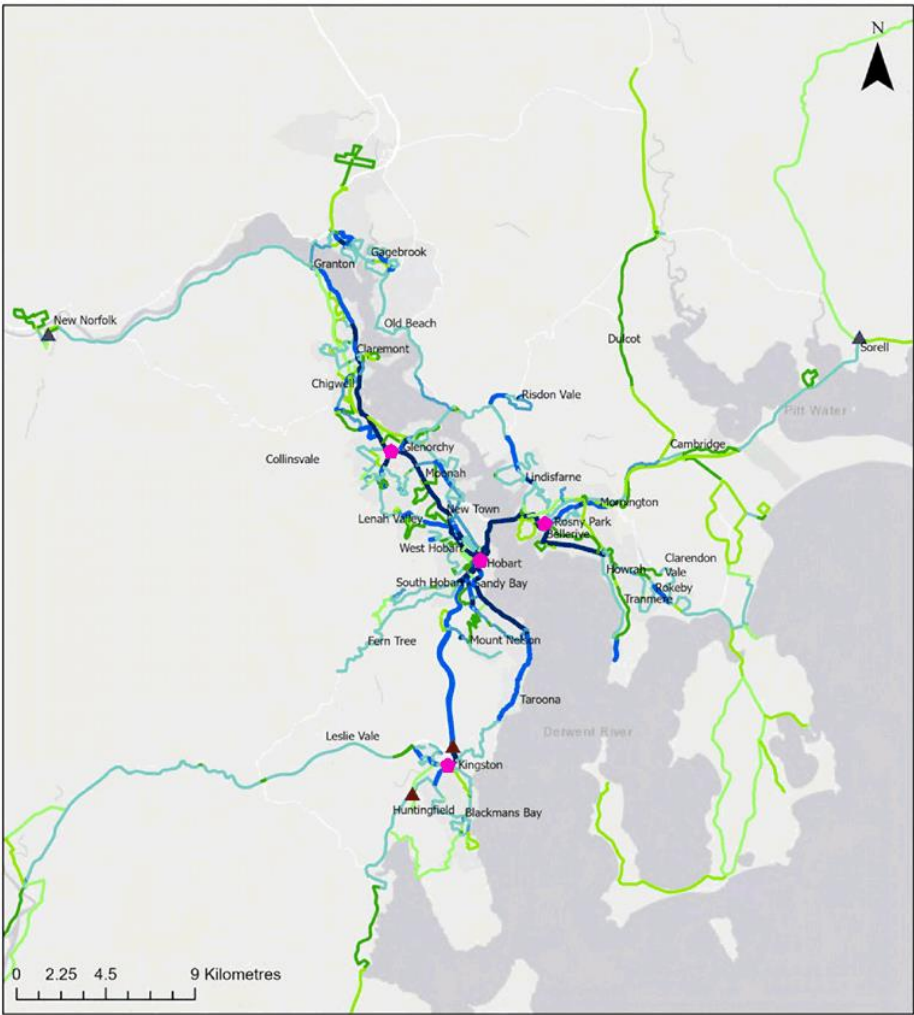 N
Gagebrook
Granton
New Norfolk
Old Beach
Dulcot
Sorell
Claremont
Chigwell
Risdon Vale
Pitt Water
Cambridge
Glenorchy
Collinsvale
Moonah
Lindisfarne
Mornington
New Town
Lenah Valley
Rosny Park
Bellerive
West Hobart
Hobart
Clarendon
Vale
Howrah
South Hobart
Sandy Bay
Rokeby
Tranmere
Fern Tree
Mount Nelson
Taroona
Derwent River
Leslie Vale
Kingston
Huntingfield
Blackmans Bay
0 2.25 4.5 9 Kilometres